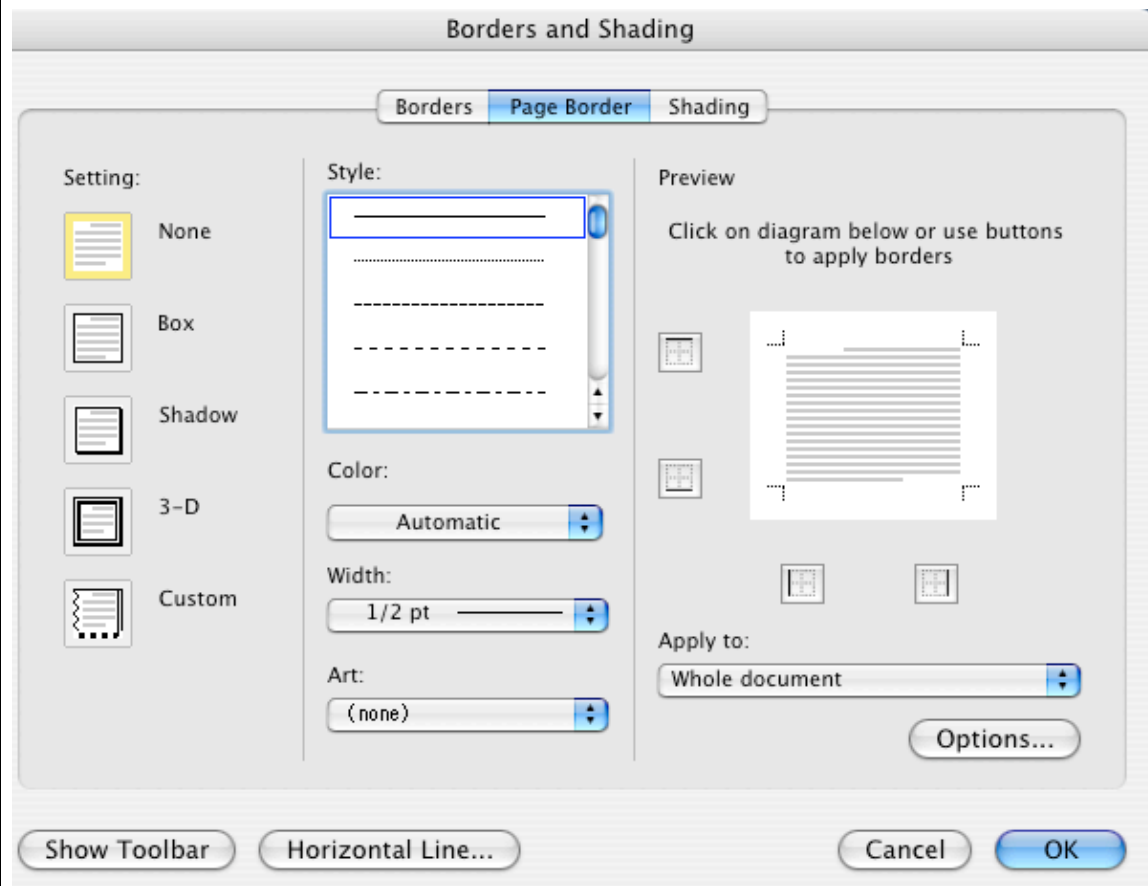 Borders and Shading
Borders
Page Border
Shading
Setting:
None
Box
Shadow
3-D
Custom
Style:
Color:
Automatic
Width:
1/2 pt
Art:
(none)
Preview
Click on diagram below or use buttons
to apply borders
Apply to:
Whole document
Options...
Show Toolbar
Horizontal Line...
Cancel
OK